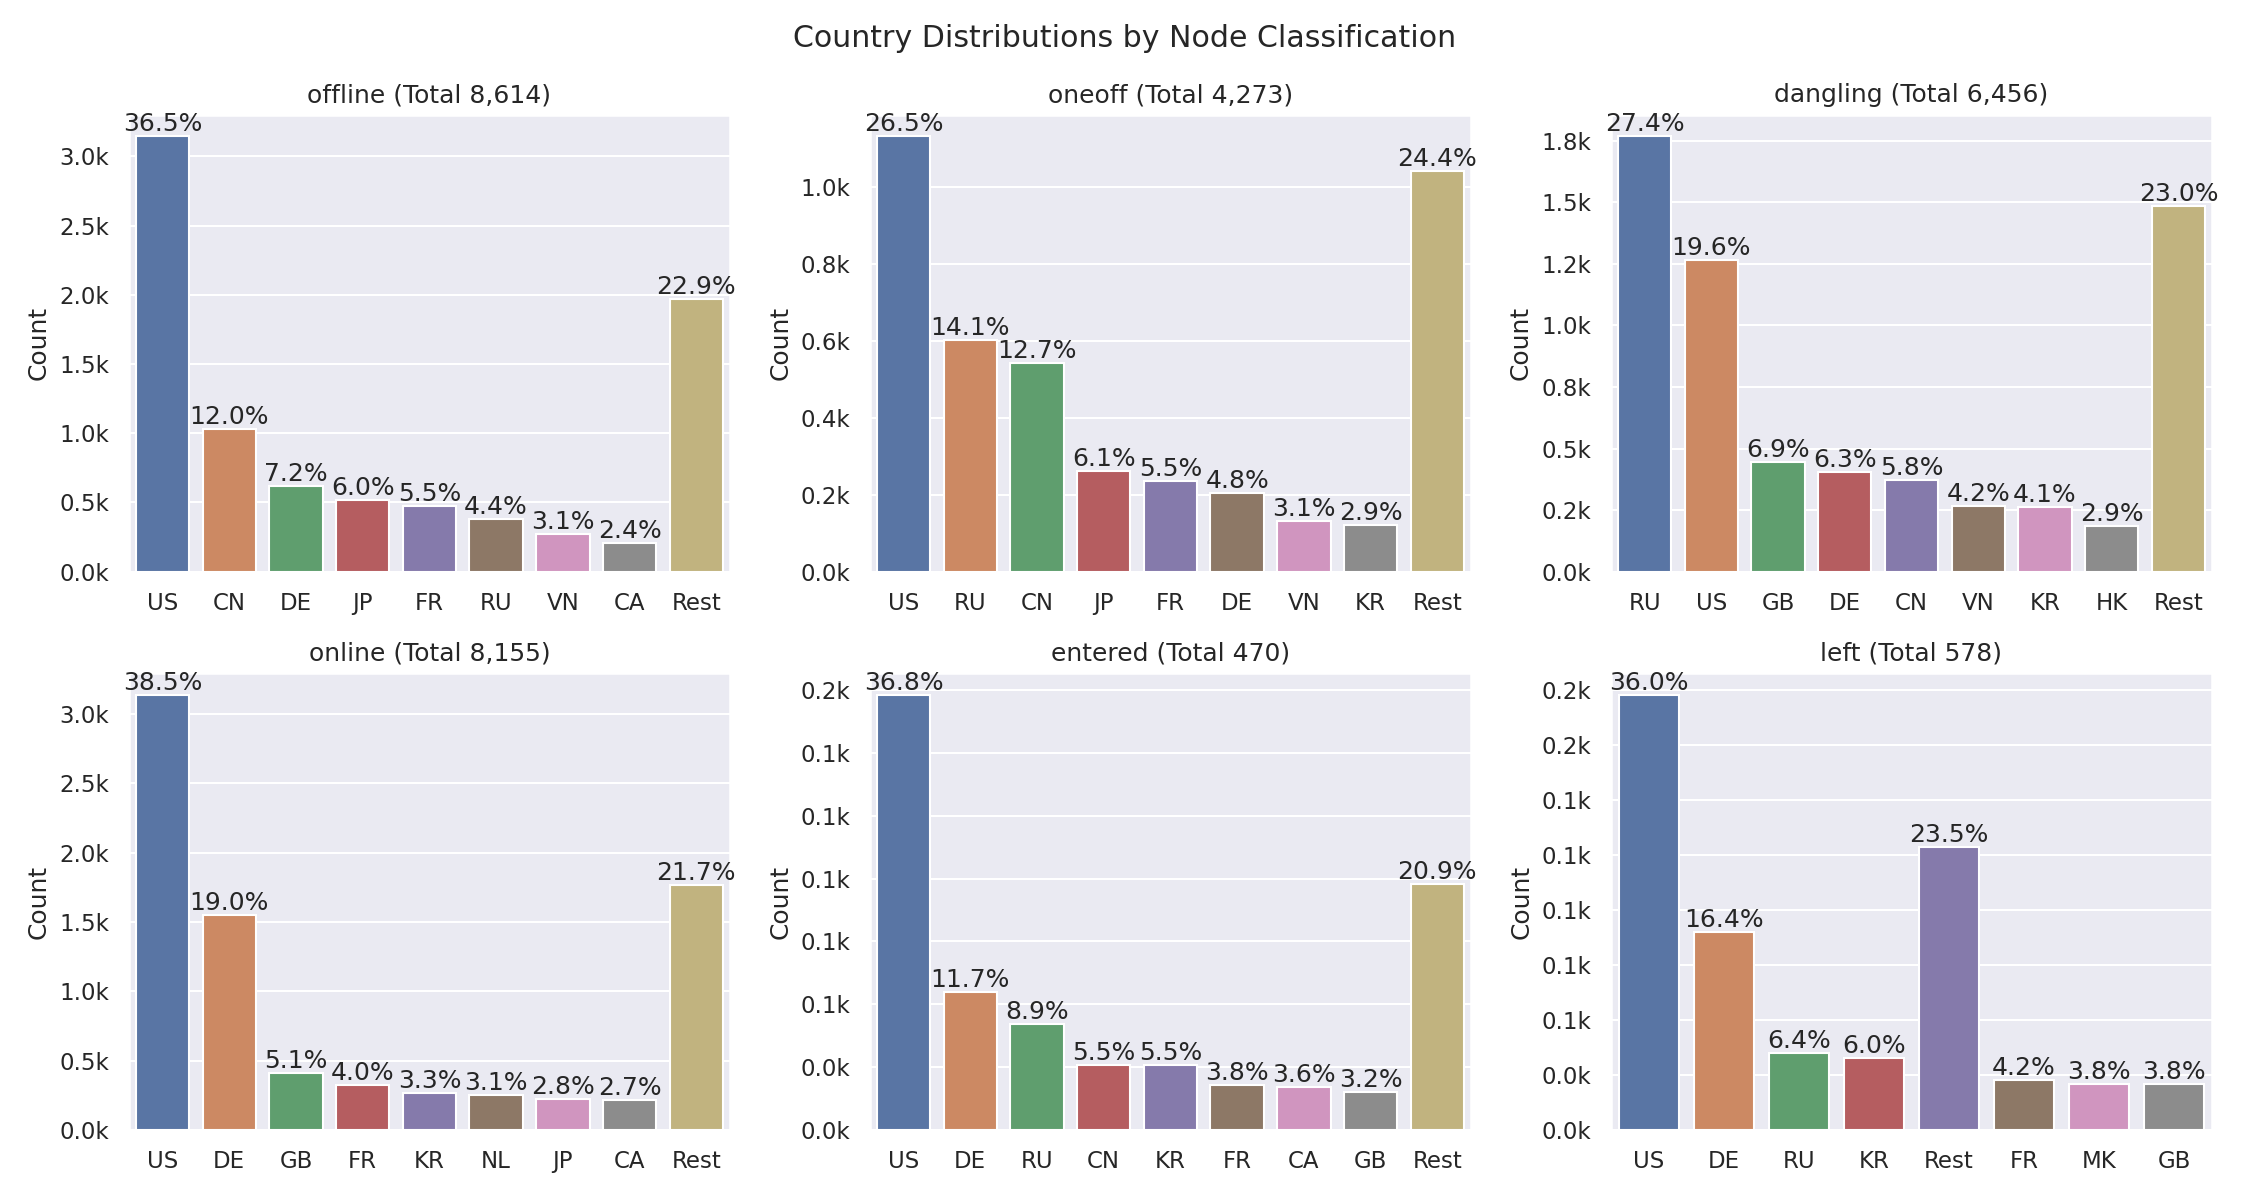 Country Distributions by Node Classification
offline (Total 8,614)
Count
3.0k
2.5k
2.0k
1.5k
1.0k
0.5k
0.0k
36.5%
12.0%
7.2%
6.0%
5.5%
4.4%
3.1%
2.4%
22.9%
US CN DE JP FR RU VN CA Rest
oneoff (Total 4,273)
Count
1.0k
0.8k
0.6k
0.4k
0.2k
0.0k
26.5%
14.1%
12.7%
6.1%
5.5%
4.8%
3.1%
2.9%
24.4%
US RU CN JP FR DE VN KR Rest
dangling (Total 6,456)
Count
1.8k
1.5k
1.2k
1.0k
0.8k
0.5k
0.2k
0.0k
27.4%
19.6%
6.9%
6.3%
5.8%
4.2%
4.1%
2.9%
23.0%
RU US GB DE CN VN KR HK Rest
online (Total 8,155)
Count
3.0k
2.5k
2.0k
1.5k
1.0k
0.5k
0.0k
38.5%
19.0%
5.1%
4.0%
3.3%
3.1%
2.8%
2.7%
21.7%
US DE GB FR KR NL JP CA Rest
entered (Total 470)
Count
0.2k
0.1k
0.1k
0.1k
0.1k
0.1k
0.0k
0.0k
36.8%
11.7%
8.9%
5.5%
5.5%
3.8%
3.6%
3.2%
20.9%
US DE RU CN KR FR CA GB Rest
left (Total 578)
Count
0.2k
0.2k
0.1k
0.1k
0.1k
0.1k
0.1k
0.0k
0.0k
36.0%
16.4%
6.4%
6.0%
23.5%
4.2%
3.8%
3.8%
US DE RU KR Rest FR MK GB